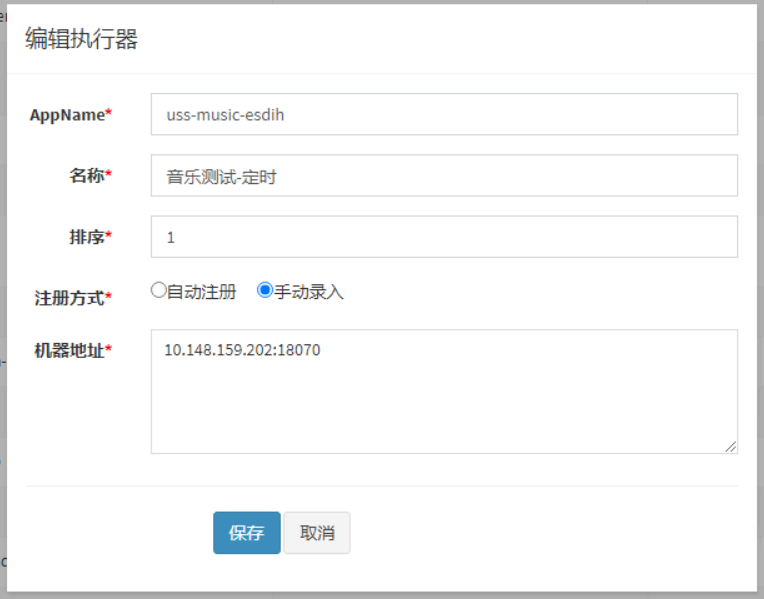 编辑执行器
AppName*
uss-music-esdih
名称*
音乐测试-定时
排序*
1
注册方式*
自动注册 手动录入
机器地址*
10.148.159.202:18070
保存 取消